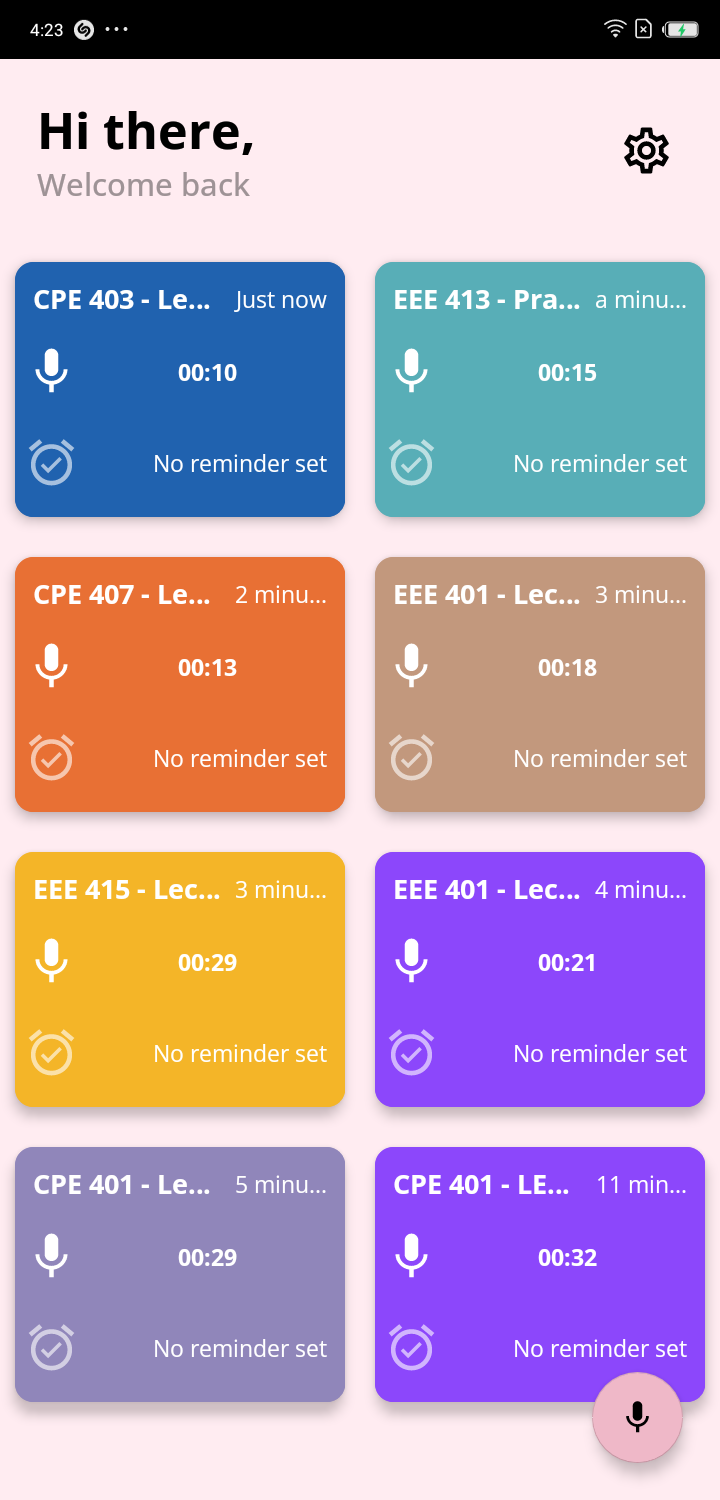 4:23
Hi there,
Welcome back
CPE 403 - Le... Just now
00:10
No reminder set
EEE 413 - Pra... a minu...
00:15
No reminder set
CPE 407 - Le... 2 minu...
00:13
No reminder set
EEE 401 - Lec... 3 minu...
00:18
No reminder set
EEE 415 - Lec... 3 minu...
00:29
No reminder set
EEE 401 - Lec... 4 minu...
00:21
No reminder set
CPE 401 - Le... 5 minu...
00:29
No reminder set
CPE 401 - LE... 11 min...
00:32
No reminder set